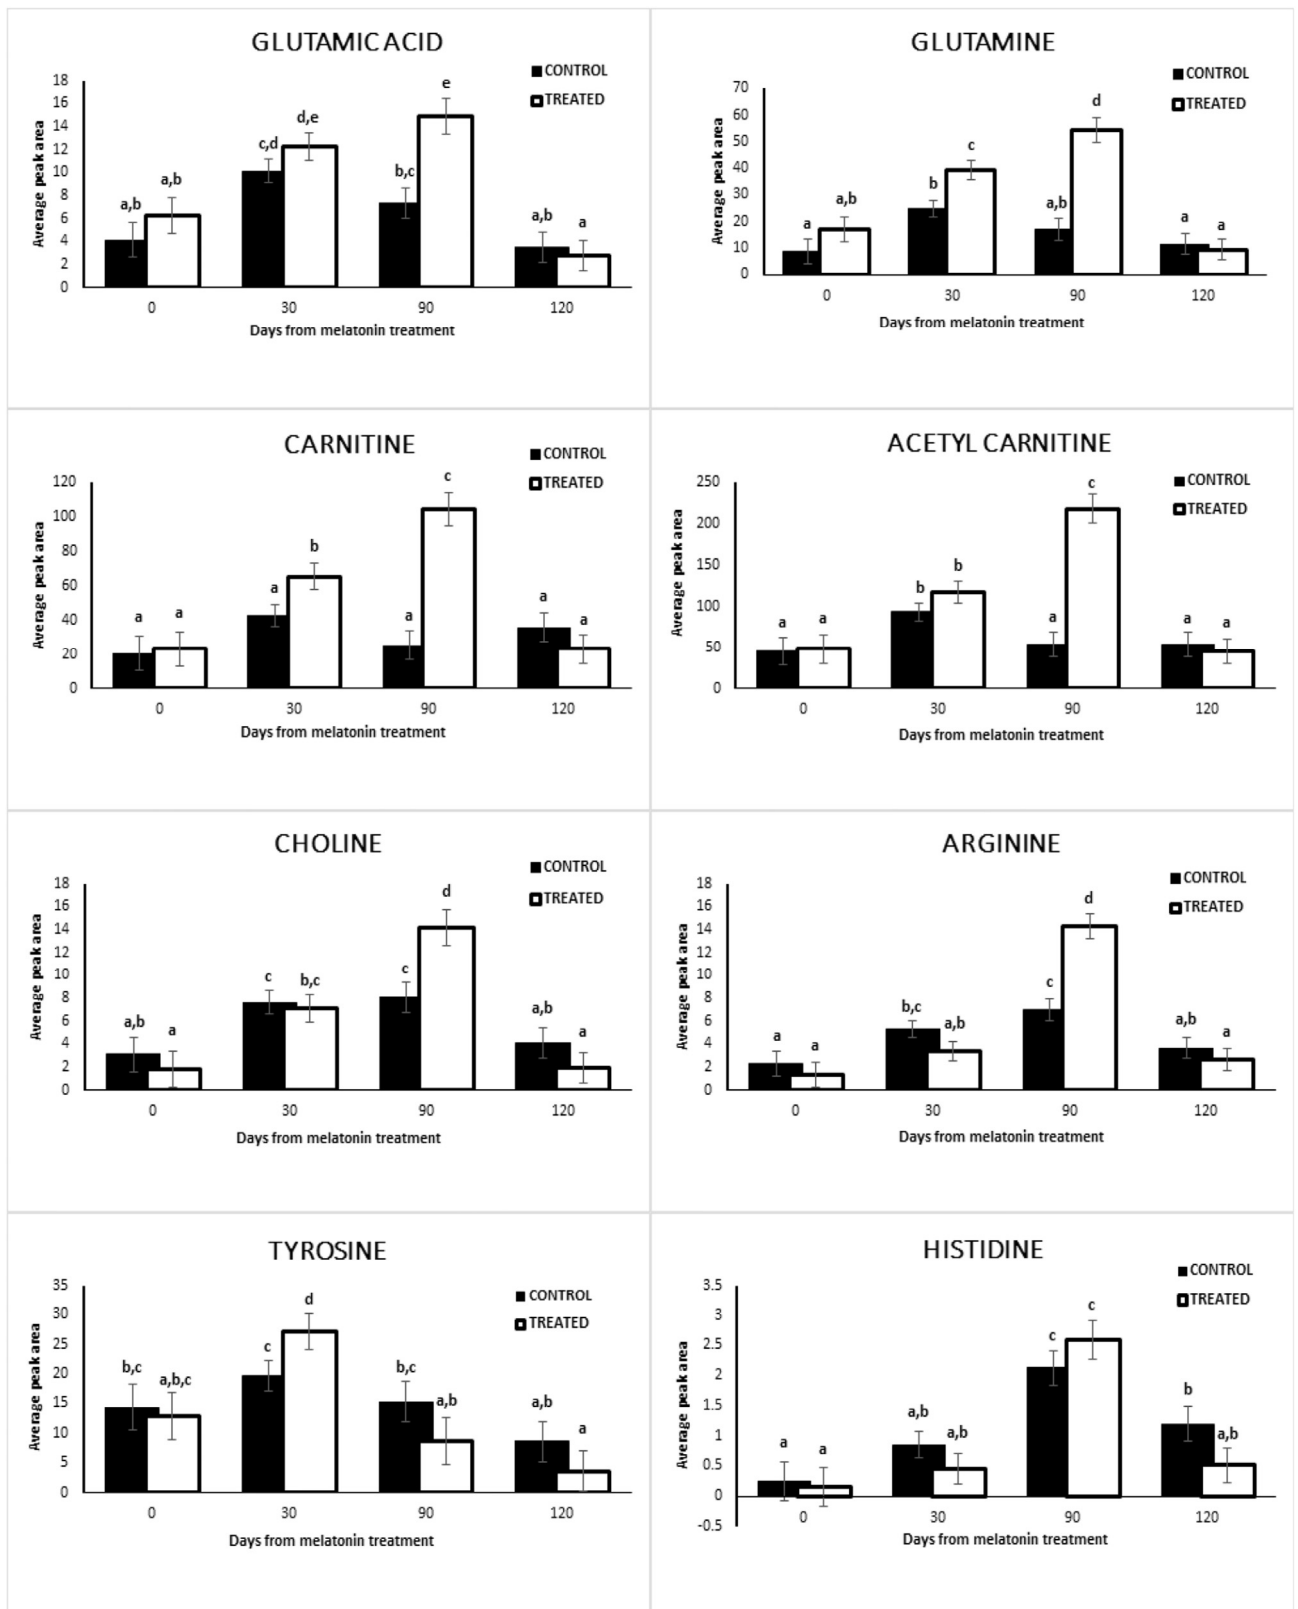 GLUTAMIC ACID
CONTROL
TREATED
Average peak area
18
16
14
12
10
8
6
4
2
0
a,b
a,b
c,d
d,e
b,c
e
a,b
a
0 30 90 120
Days from melatonin treatment
GLUTAMINE
CONTROL
TREATED
Average peak area
70
60
50
40
30
20
10
0
a
a,b
b
c
a,b
d
a
a
0 30 90 120
Days from melatonin treatment
CARNITINE
CONTROL
TREATED
Average peak area
120
100
80
60
40
20
0
a
a
a
b
a
c
a
a
0 30 90 120
Days from melatonin treatment
ACETYL CARNITINE
CONTROL
TREATED
Average peak area
250
200
150
100
50
0
a
a
b
b
a
c
a
a
0 30 90 120
Days from melatonin treatment
CHOLINE
CONTROL
TREATED
Average peak area
18
16
14
12
10
8
6
4
2
0
a,b
a
c
b,c
c
d
a,b
a
0 30 90 120
Days from melatonin treatment
ARGININE
CONTROL
TREATED
Average peak area
18
16
14
12
10
8
6
4
2
0
a
a
b,c
a,b
c
d
a,b
a
0 30 90 120
Days from melatonin treatment
TYROSINE
CONTROL
TREATED
Average peak area
35
30
25
20
15
10
5
0
b,c
a,b,c
c
d
b,c
a,b
a,b
a
0 30 90 120
Days from melatonin treatment
HISTIDINE
CONTROL
TREATED
Average peak area
3.5
3
2.5
2
1.5
1
0.5
0
-0.5
a
a
a,b
a,b
c
c
b
a,b
0 30 90 120
Days from melatonin treatment